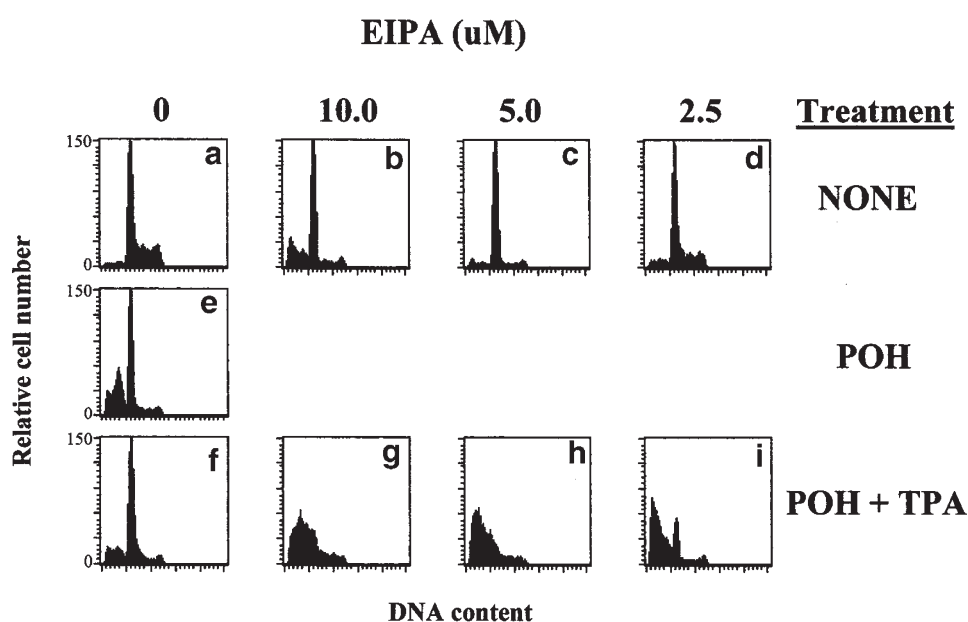 EIPA (uM)
0 10.0 5.0 2.5 Treatment
150 a b c d NONE
0
Relative cell number
150 e POH
0
150 f g h i POH + TPA
0
DNA content